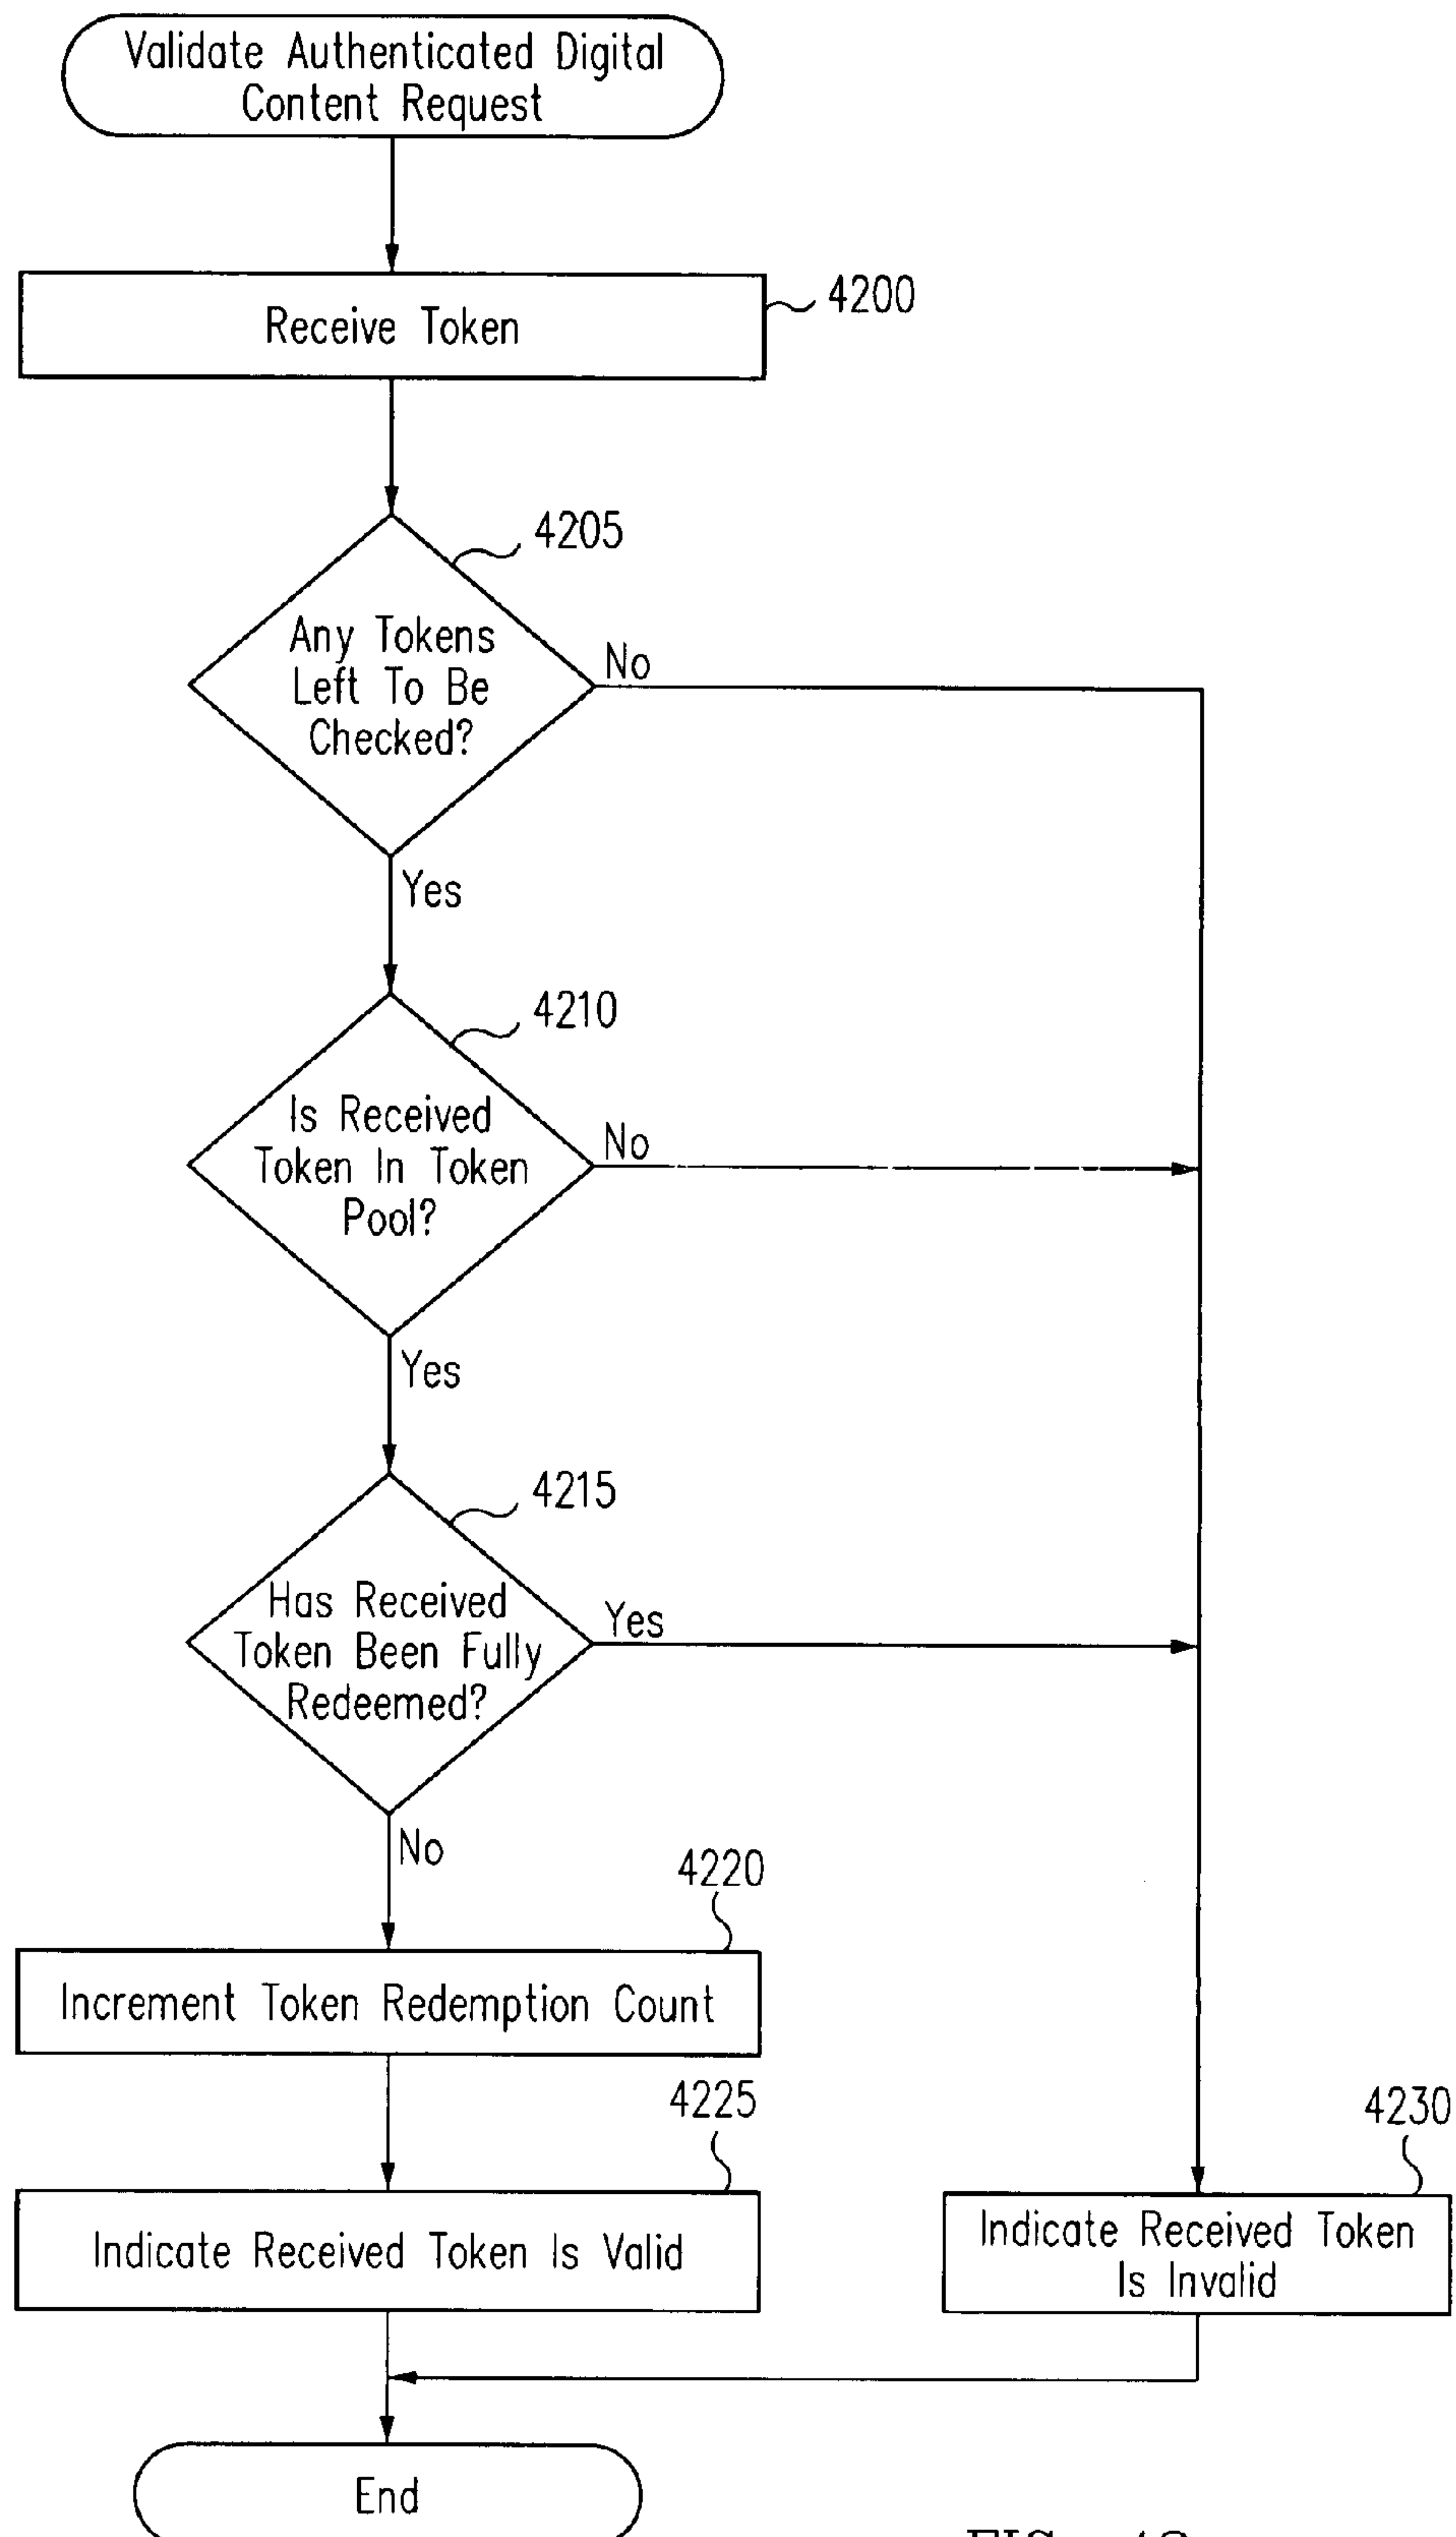 Validate Authenticated Digital
Content Request
Receive Token
4200
4205
Any Tokens
Left To Be
Checked?
No
Yes
4210
Is Received
Token In Token
Pool?
No
Yes
4215
Has Received
Token Been Fully
Redeemed?
Yes
No
4220
Increment Token Redemption Count
4225
Indicate Received Token Is Valid
4230
Indicate Received Token
Is Invalid
End